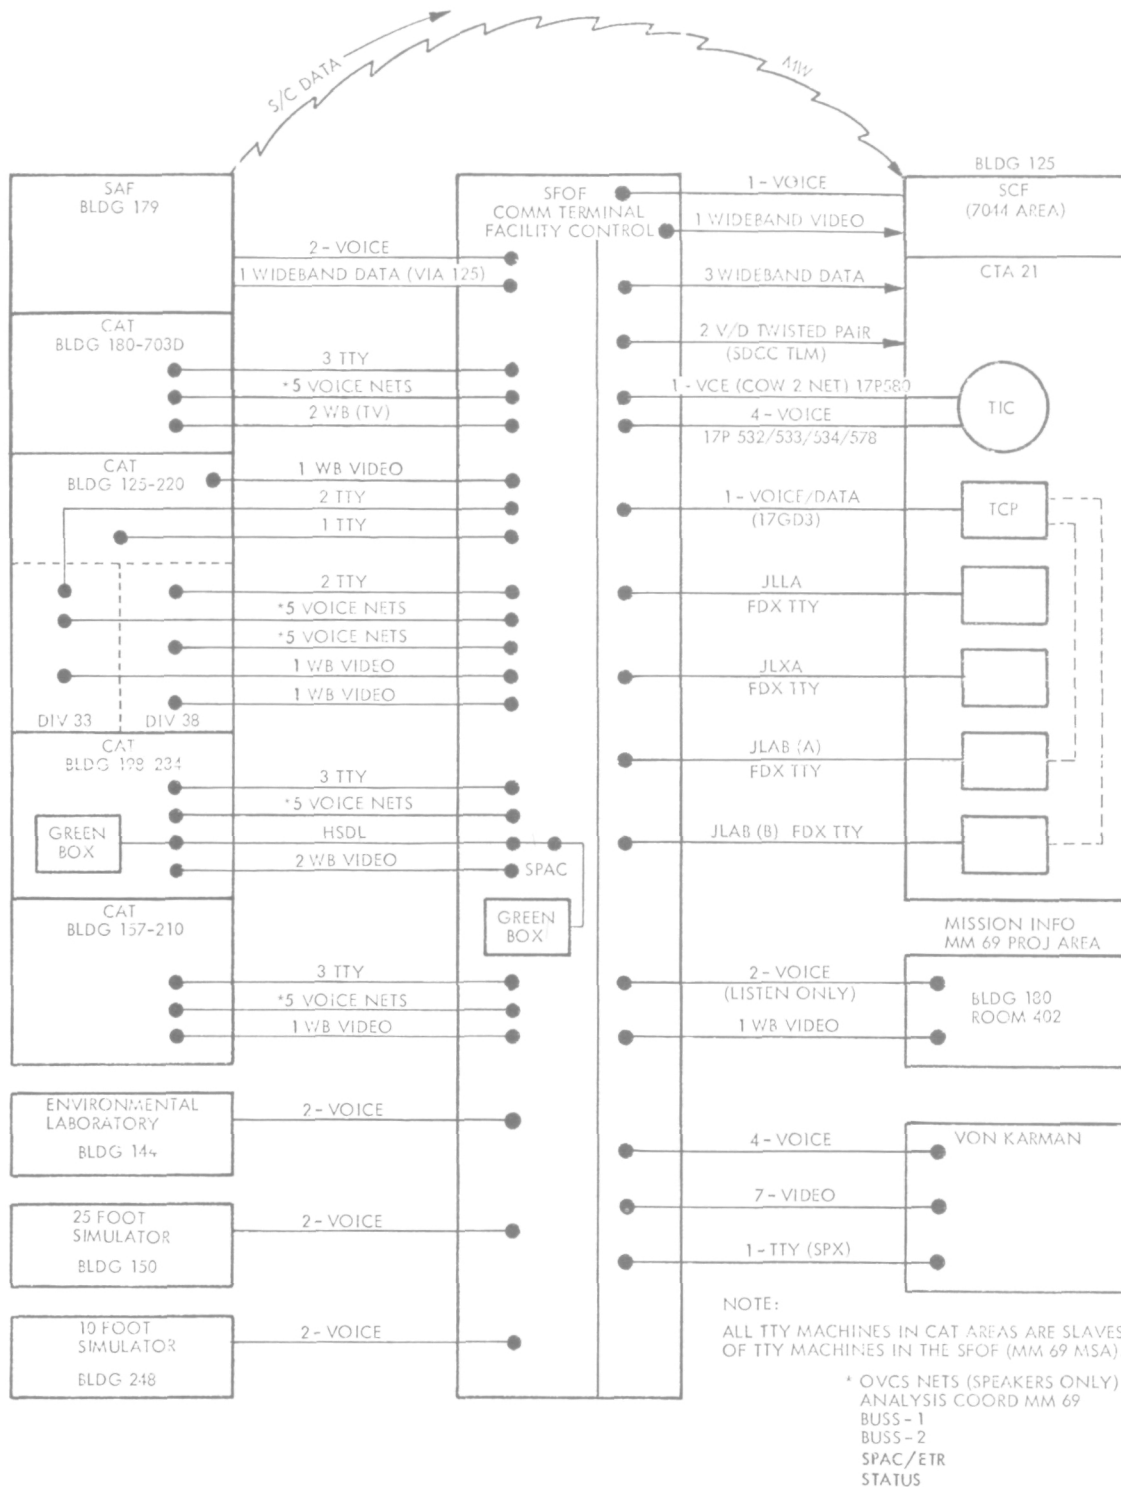 S/C DATA
MW
SAF
BLDG 179
2 - VOICE
1 WIDEBAND DATA (VIA 125)
CAT
BLDG 180-703D
3 TTY
*5 VOICE NETS
2 WB (TV)
CAT
BLDG 125-220
1 WB VIDEO
2 TTY
1 TTY
2 TTY
*5 VOICE NETS
*5 VOICE NETS
1 WB VIDEO
1 WB VIDEO
DIV 33
DIV 38
CAT
BLDG 198-234
3 TTY
*5 VOICE NETS
GREEN
BOX
HSDL
2 WB VIDEO
CAT
BLDG 157-210
3 TTY
*5 VOICE NETS
1 WB VIDEO
ENVIRONMENTAL
LABORATORY
BLDG 144
2 - VOICE
25 FOOT
SIMULATOR
BLDG 150
2 - VOICE
10 FOOT
SIMULATOR
BLDG 248
2 - VOICE
SFOF
COMM TERMINAL
FACILITY CONTROL
SPAC
GREEN
BOX
BLDG 125
1 - VOICE
SCF
(7044 AREA)
1 WIDEBAND VIDEO
CTA 21
3 WIDEBAND DATA
2 V/D TWISTED PAIR
(SDCC TLM)
1 - VCE (COW 2 NET) 17P580
4 - VOICE
17P 532/533/534/578
TIC
1 - VOICE/DATA
(17GD3)
TCP
JLLA
FDX TTY
JLXA
FDX TTY
JLAB (A)
FDX TTY
JLAB (B) FDX TTY
MISSION INFO
MM 69 PROJ AREA
2 - VOICE
(LISTEN ONLY)
BLDG 180
ROOM 402
1 WB VIDEO
4 - VOICE
VON KARMAN
7 - VIDEO
1 - TTY (SPX)
NOTE:
ALL TTY MACHINES IN CAT AREAS ARE SLAVES
OF TTY MACHINES IN THE SFOF (MM 69 MSA)
* OVCS NETS (SPEAKERS ONLY)
ANALYSIS COORD MM 69
BUSS - 1
BUSS - 2
SPAC/ETR
STATUS